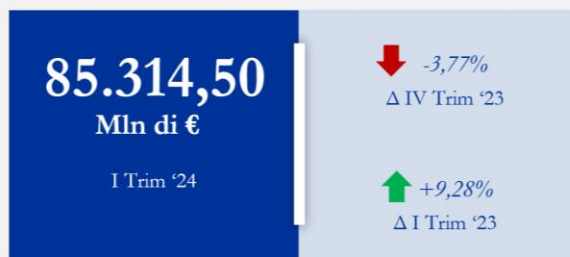 85.314,50
Mln di €
I Trim ‘24
-3,77%
Δ IV Trim ‘23
+9,28%
Δ I Trim ‘23